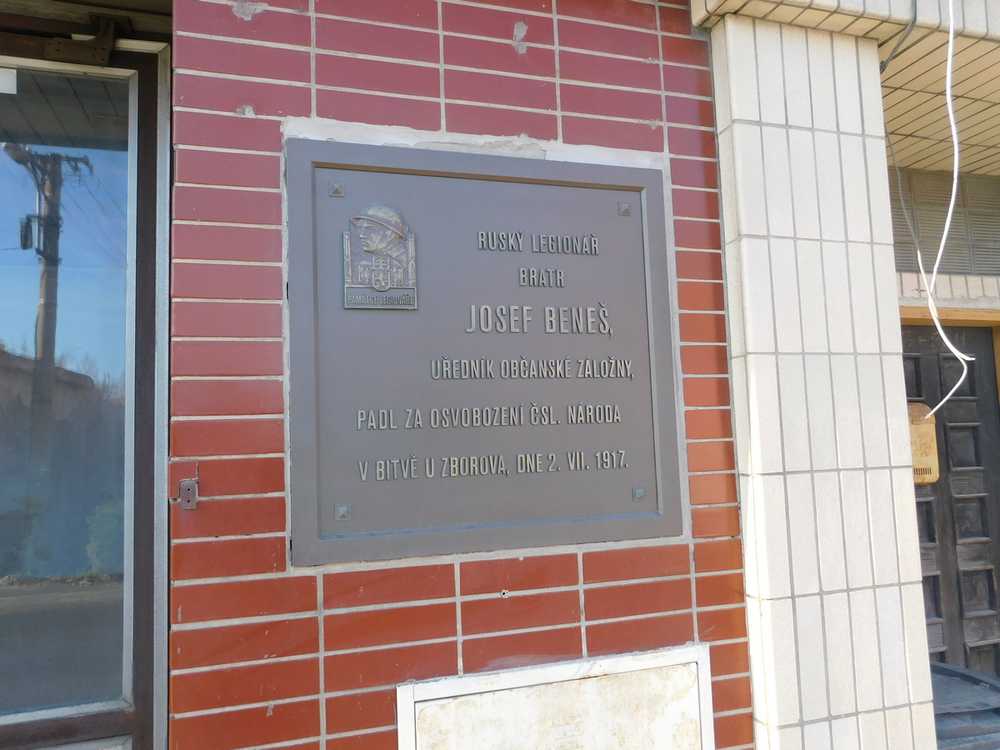 RUSKÝ LEGIONÁŘ
BRATR
JOSEF BENEŠ,
ÚŘEDNÍK OBČANSKÉ ZÁLOŽNY,
PADL ZA OSVOBOZENÍ ČSL. NÁRODA
V BITVĚ U ZBOROVA, DNE 2. VII. 1917.